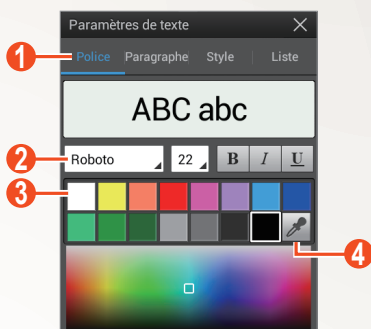 Paramètres de texte
1
Police Paragraphe Style Liste
ABC abc
2
Roboto 22 B I U
3
4